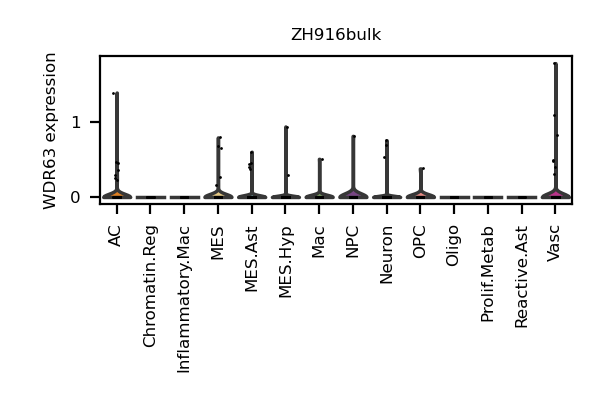 ZH916bulk
WDR63 expression
1
0
AC
Chromatin.Reg
Inflammatory.Mac
MES
MES.Ast
MES.Hyp
Mac
NPC
Neuron
OPC
Oligo
Prolif.Metab
Reactive.Ast
Vasc